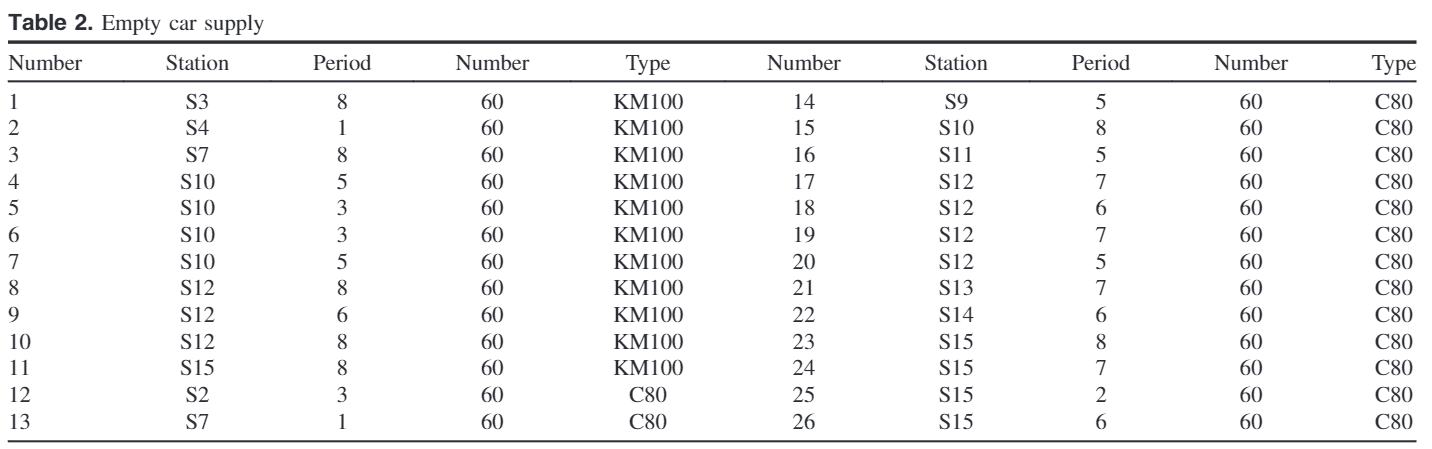 Table 2. Empty car supply
Number Station Period Number Type Number Station Period Number Type
1 S3 8 60 KM100 14 S9 5 60 C80
2 S4 1 60 KM100 15 S10 8 60 C80
3 S7 8 60 KM100 16 S11 5 60 C80
4 S10 5 60 KM100 17 S12 7 60 C80
5 S10 3 60 KM100 18 S12 6 60 C80
6 S10 3 60 KM100 19 S12 7 60 C80
7 S10 5 60 KM100 20 S12 5 60 C80
8 S12 8 60 KM100 21 S13 7 60 C80
9 S12 6 60 KM100 22 S14 6 60 C80
10 S12 8 60 KM100 23 S15 8 60 C80
11 S15 8 60 KM100 24 S15 7 60 C80
12 S2 3 60 C80 25 S15 2 60 C80
13 S7 1 60 C80 26 S15 6 60 C80